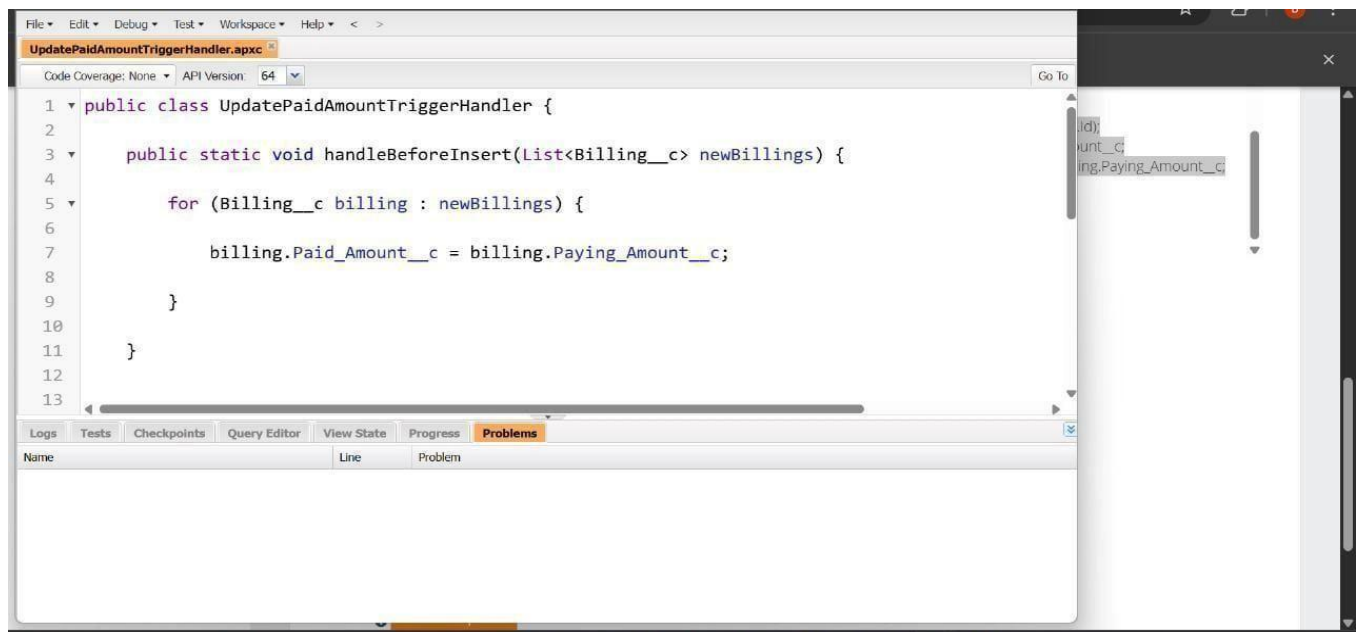 File Edit Debug Test Workspace Help < >
UpdatePaidAmountTriggerHandler.apxc
Code Coverage: None API Version: 64 Go To
1 public class UpdatePaidAmountTriggerHandler {
2
3 public static void handleBeforeInsert(List<Billing__c> newBillings) {
4
5 for (Billing__c billing : newBillings) {
6
7 billing.Paid_Amount__c = billing.Paying_Amount__c;
8
9 }
10
11 }
12
13
.Id);
ount__c;
ing.Paying_Amount__c;
Logs Tests Checkpoints Query Editor View State Progress Problems
Name Line Problem